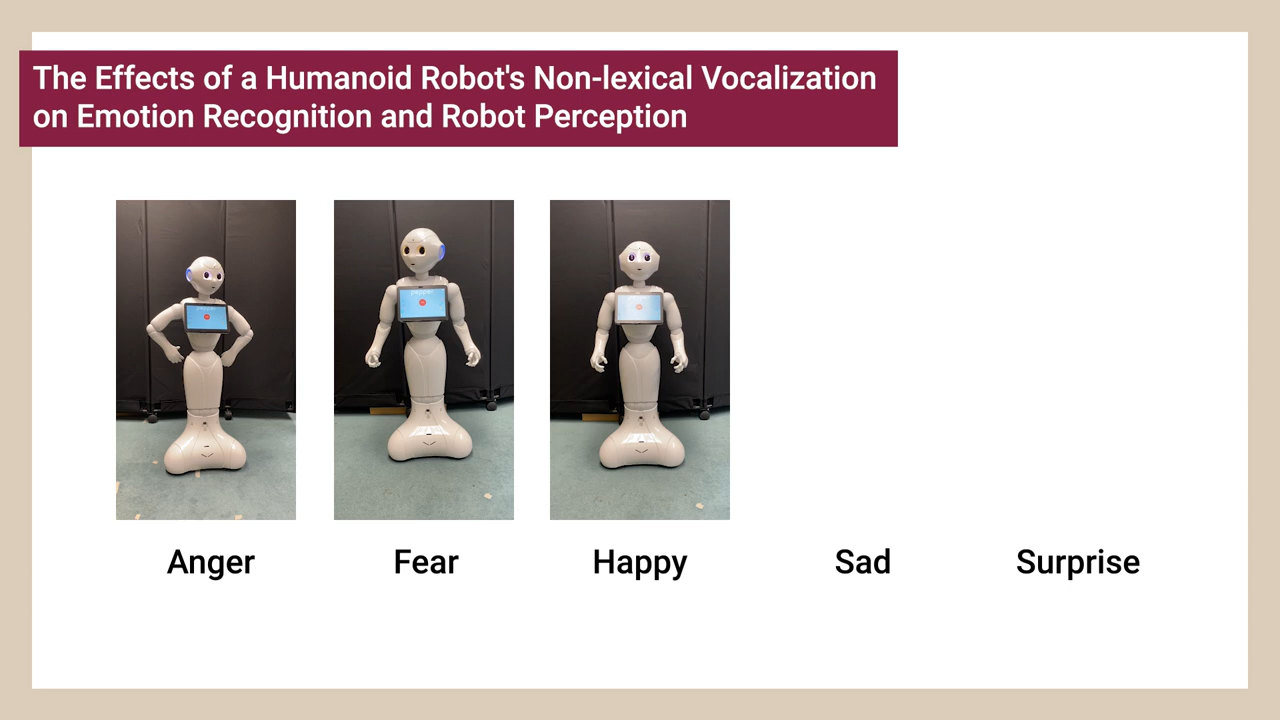 The Effects of a Humanoid Robot's Non-lexical Vocalization
on Emotion Recognition and Robot Perception
Anger
Fear
Happy
Sad
Surprise